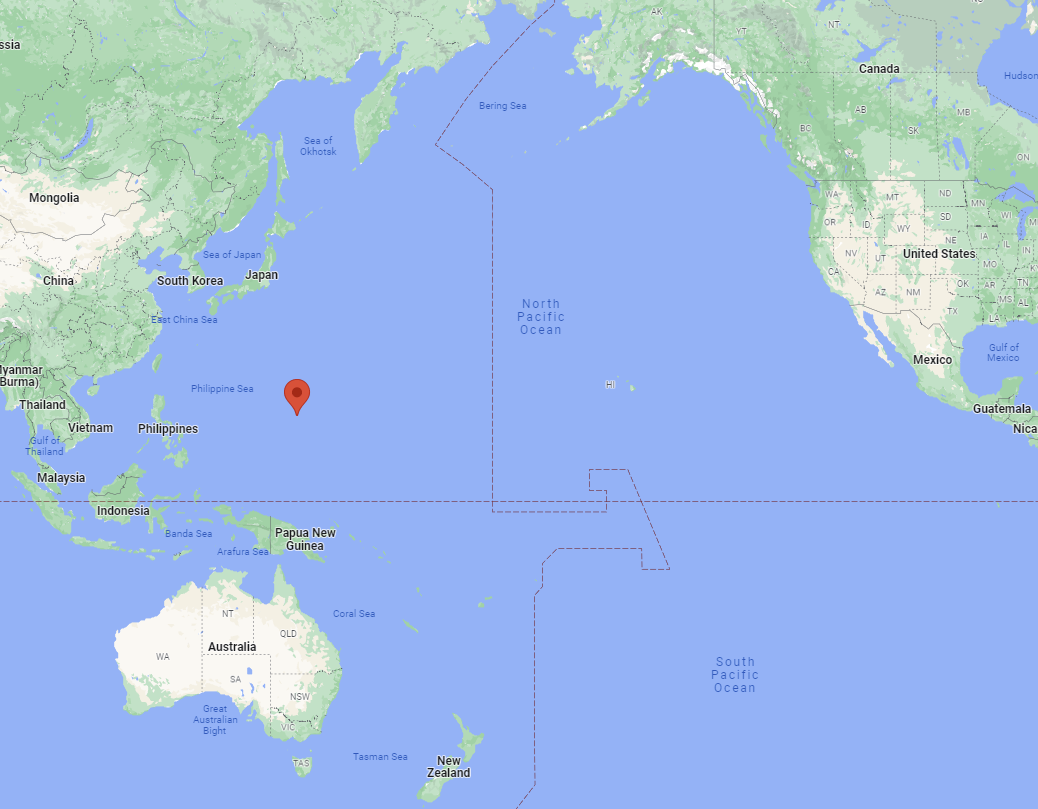 AK
NT
NU
YT
ssia
Canada
Hudson
Bering Sea
AB
MB
BC
SK
Sea of
Okhotsk
ON
Mongolia
WA
MT
ND
MN
OR
ID
SD
WI
WY
IA
NE
IL
IN
NV
UT
United States
MO
CA
AZ
NM
OK
AR
TN
MS
AL
TX
LA
Sea of Japan
South Korea
Japan
China
East China Sea
North
Pacific
Ocean
Gulf of
Mexico
Mexico
HI
Myanmar
(Burma)
Philippine Sea
Thailand
Vietnam
Philippines
Guatemala
Nica
Gulf of
Thailand
Malaysia
Indonesia
Banda Sea
Papua New
Guinea
Arafura Sea
Coral Sea
NT
QLD
Australia
WA
SA
NSW
Great
Australian
Bight
VIC
TAS
Tasman Sea
New
Zealand
South
Pacific
Ocean